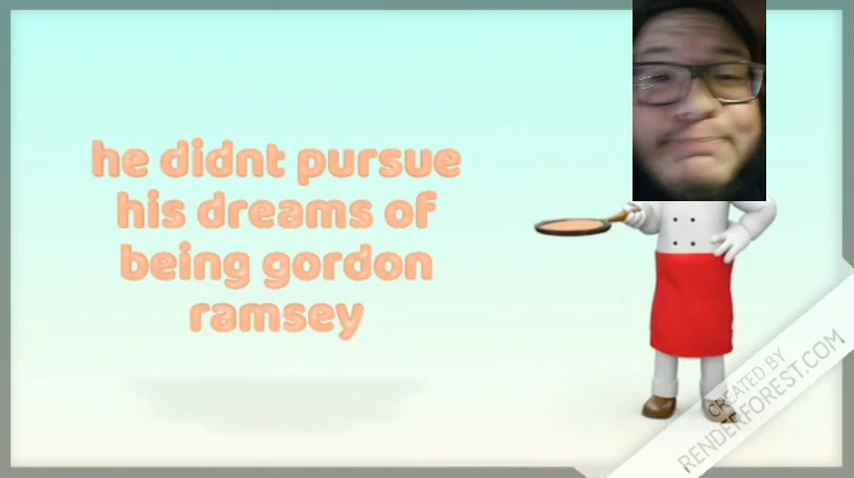 he didnt pursue
his dreams of
being gordon
ramsey
CREATED BY
RENDERFOREST.COM